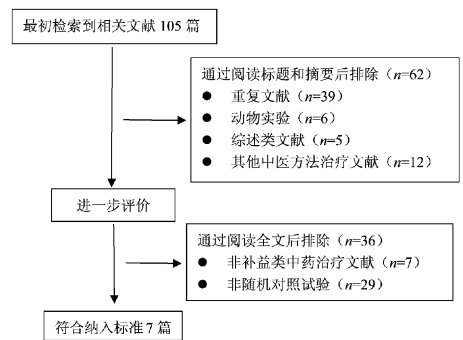 最初检索到相关文献 105 篇
通过阅读标题和摘要后排除（n=62）
● 重复文献（n=39）
● 动物实验（n=6）
● 综述类文献（n=5）
● 其他中医方法治疗文献（n=12）
进一步评价
通过阅读全文后排除（n=36）
● 非补益类中药治疗文献（n=7）
● 非随机对照试验（n=29）
符合纳入标准 7 篇